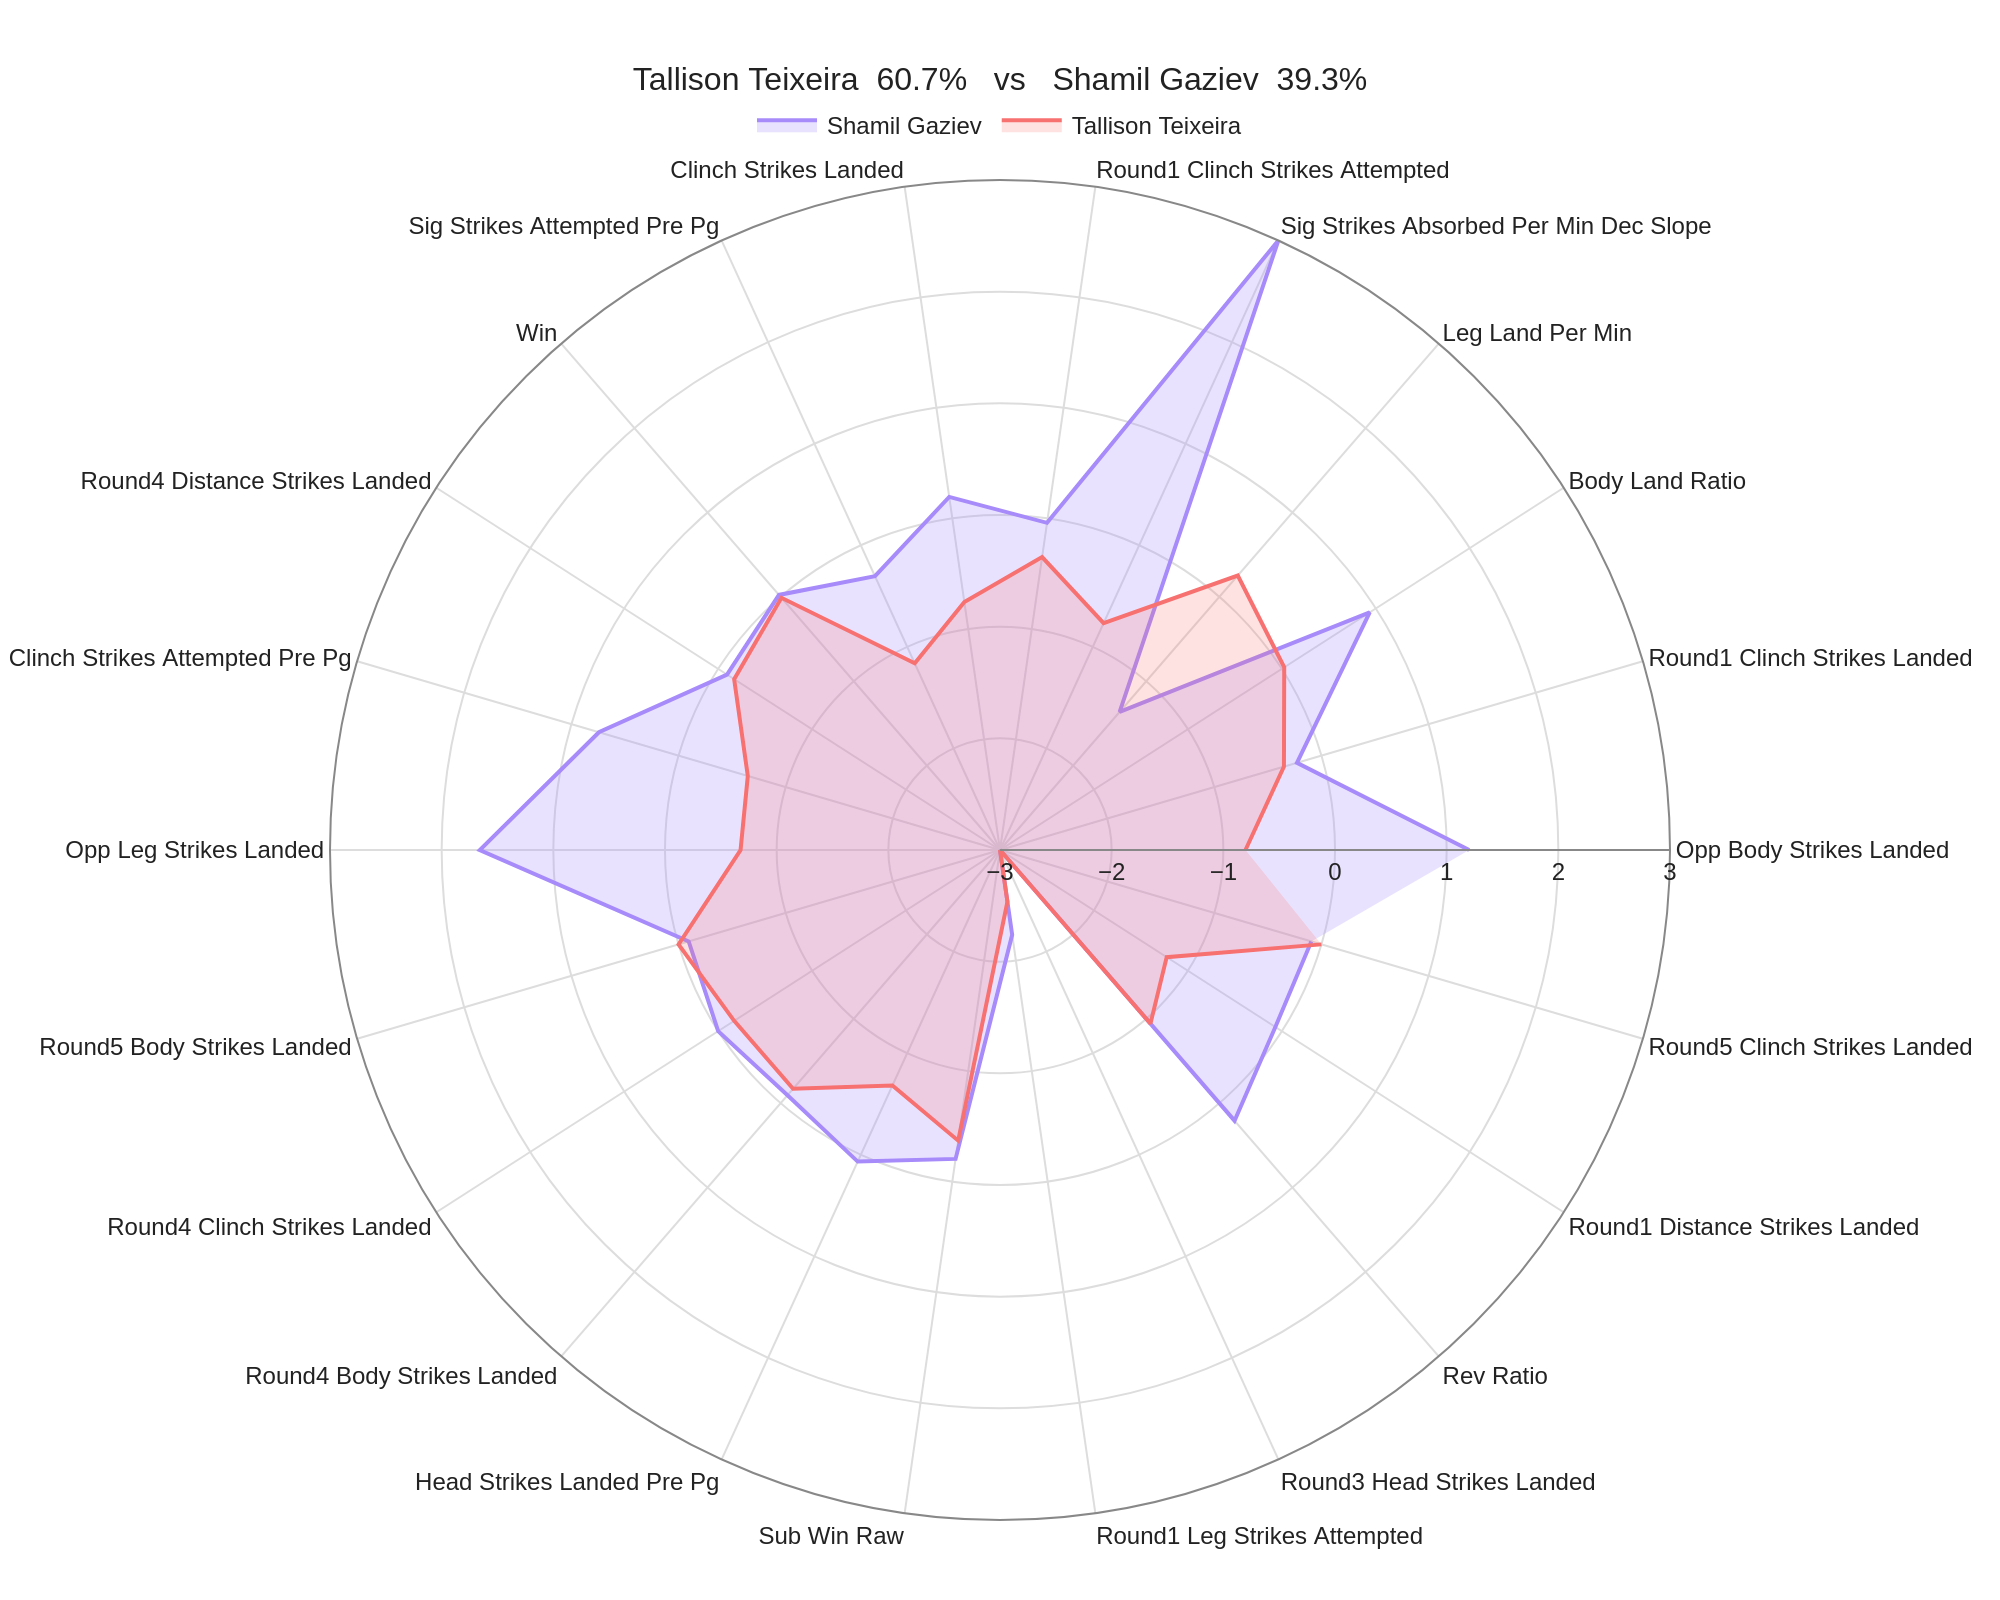 Tallison Teixeira  60.7%   vs   Shamil Gaziev  39.3%
Shamil Gaziev
Tallison Teixeira
Clinch Strikes Landed
Round1 Clinch Strikes Attempted
Sig Strikes Attempted Pre Pg
Sig Strikes Absorbed Per Min Dec Slope
Win
Leg Land Per Min
Round4 Distance Strikes Landed
Body Land Ratio
Clinch Strikes Attempted Pre Pg
Round1 Clinch Strikes Landed
Opp Leg Strikes Landed
Opp Body Strikes Landed
−3 −2 −1 0 1 2 3
Round5 Body Strikes Landed
Round5 Clinch Strikes Landed
Round4 Clinch Strikes Landed
Round1 Distance Strikes Landed
Round4 Body Strikes Landed
Rev Ratio
Head Strikes Landed Pre Pg
Round3 Head Strikes Landed
Sub Win Raw
Round1 Leg Strikes Attempted